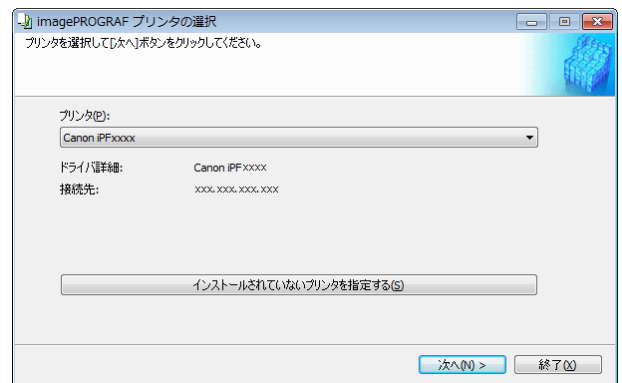 imagePROGRAF プリンタの選択
プリンタを選択して[次へ]ボタンをクリックしてください。
プリンタ(P):
Canon iPFxxxx
ドライバ詳細: Canon iPFxxxx
接続先: xxx.xxx.xxx.xxx
インストールされていないプリンタを指定する(S)
次へ(N) > 終了(X)